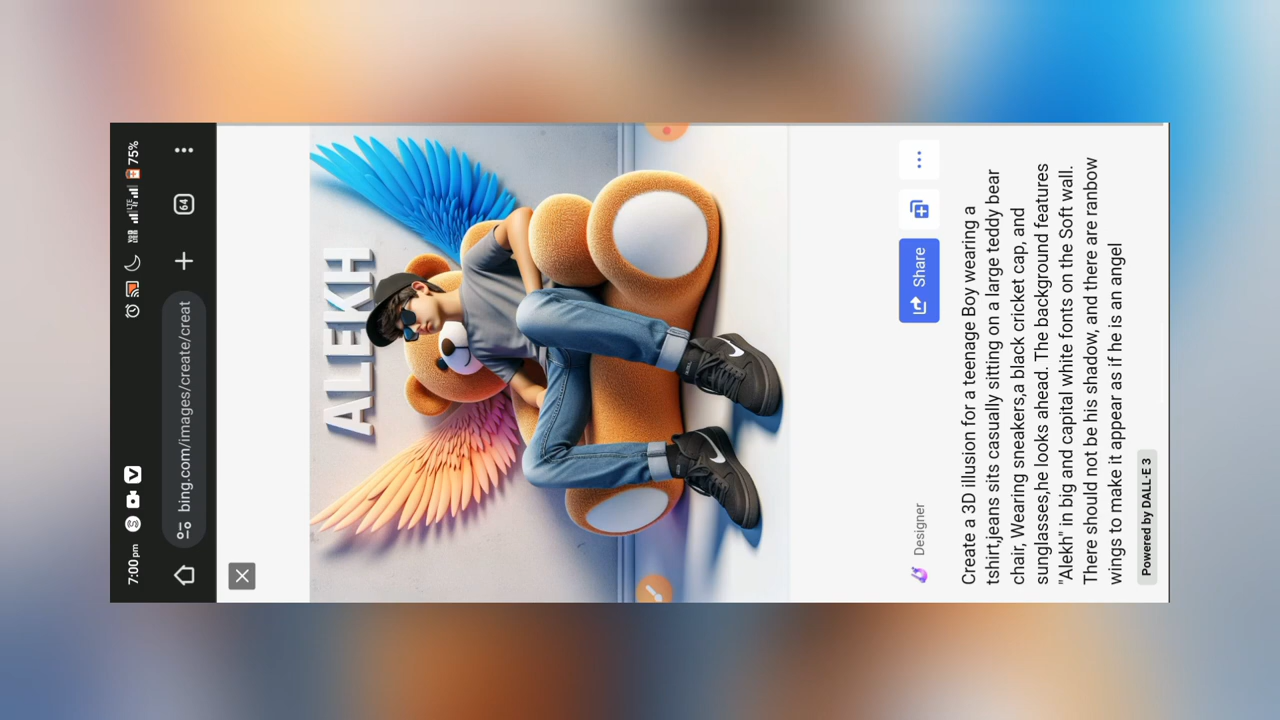 7:00 pm
75%
bing.com/images/create/creat
64
ALEKH
Designer
Share
Create a 3D illusion for a teenage Boy wearing a
tshirt,jeans sits casually sitting on a large teddy bear
chair, Wearing sneakers,a black cricket cap, and
sunglasses,he looks ahead. The background features
"Alekh" in big and capital white fonts on the Soft wall.
There should not be his shadow, and there are ranbow
wings to make it appear as if he is an angel
Powered by DALL·E 3